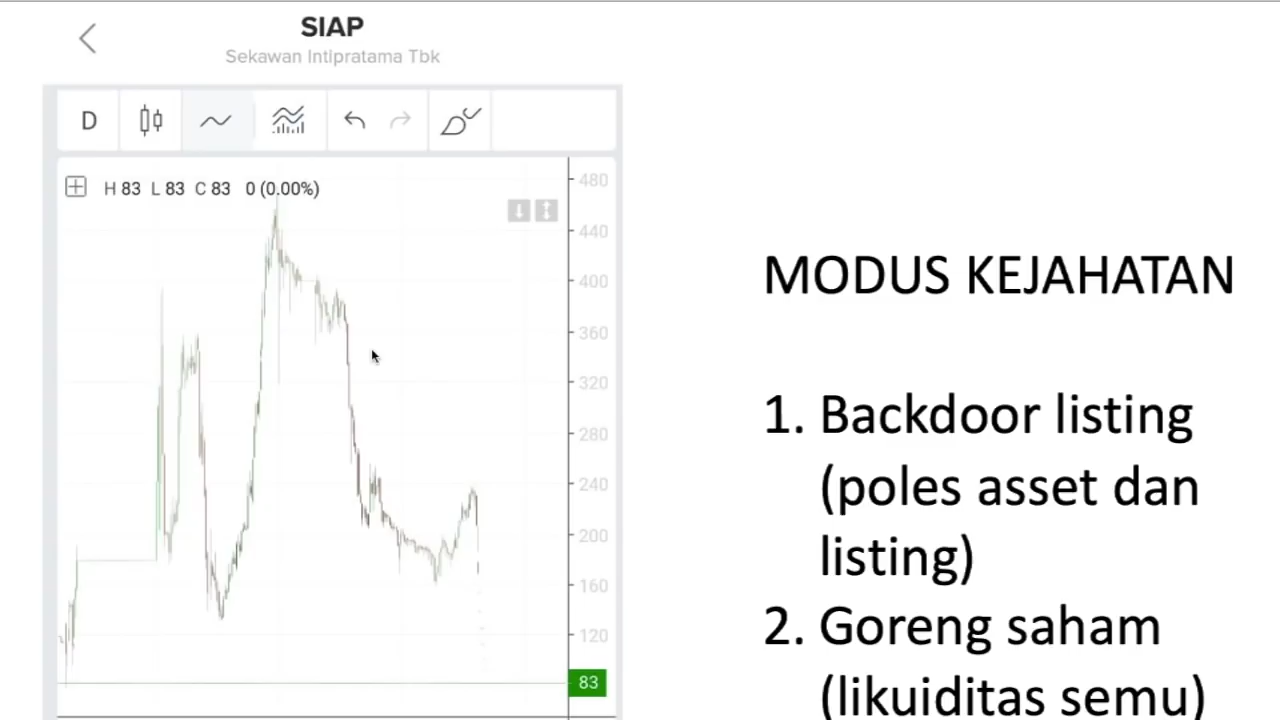 SIAP
Sekawan Intipratama Tbk
D
H 83 L 83 C 83 0 (0.00%)
480
440
400
360
320
280
240
200
160
120
83
MODUS KEJAHATAN
1. Backdoor listing
(poles asset dan
listing)
2. Goreng saham
(likuiditas semu)